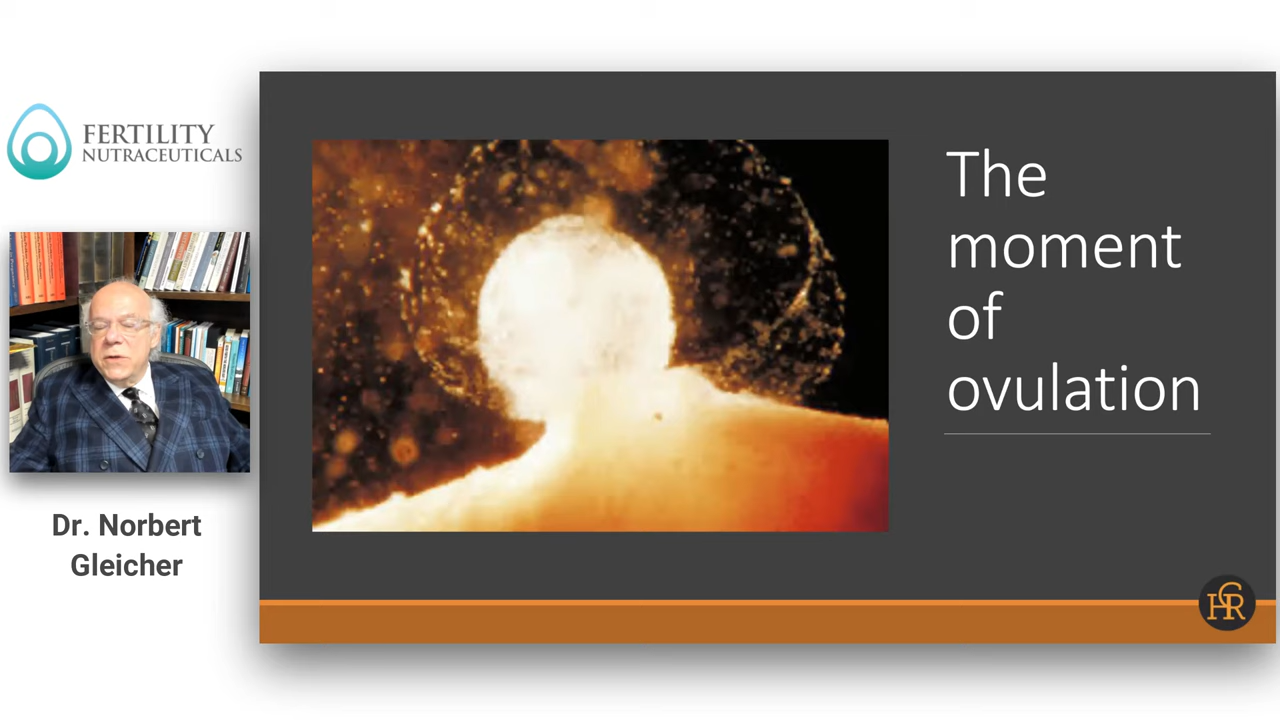 FERTILITY
NUTRACEUTICALS
Dr. Norbert
Gleicher
The
moment
of
ovulation
CHR